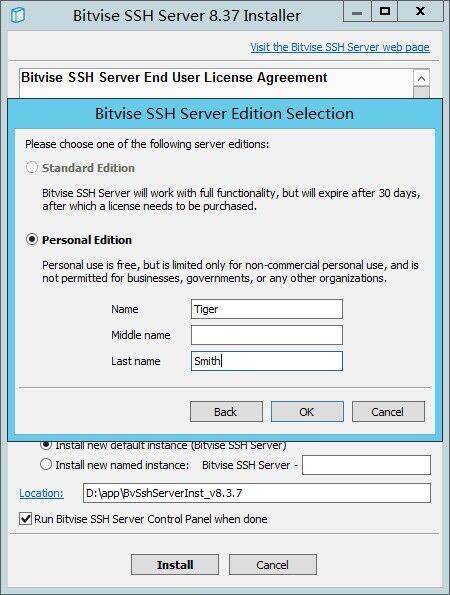 Bitvise SSH Server 8.37 Installer
Visit the Bitvise SSH Server web page
Bitvise SSH Server End User License Agreement
Bitvise SSH Server Edition Selection
Please choose one of the following server editions:
Standard Edition
Bitvise SSH Server will work with full functionality, but will expire after 30 days,
after which a license needs to be purchased.
Personal Edition
Personal use is free, but is limited only for non-commercial personal use, and is
not permitted for businesses, governments, or any other organizations.
Name Tiger
Middle name
Last name Smith
Back OK Cancel
Install new default instance (Bitvise SSH Server)
Install new named instance: Bitvise SSH Server -
Location: D:\app\BvSshServerInst_v8.3.7
Run Bitvise SSH Server Control Panel when done
Install Cancel